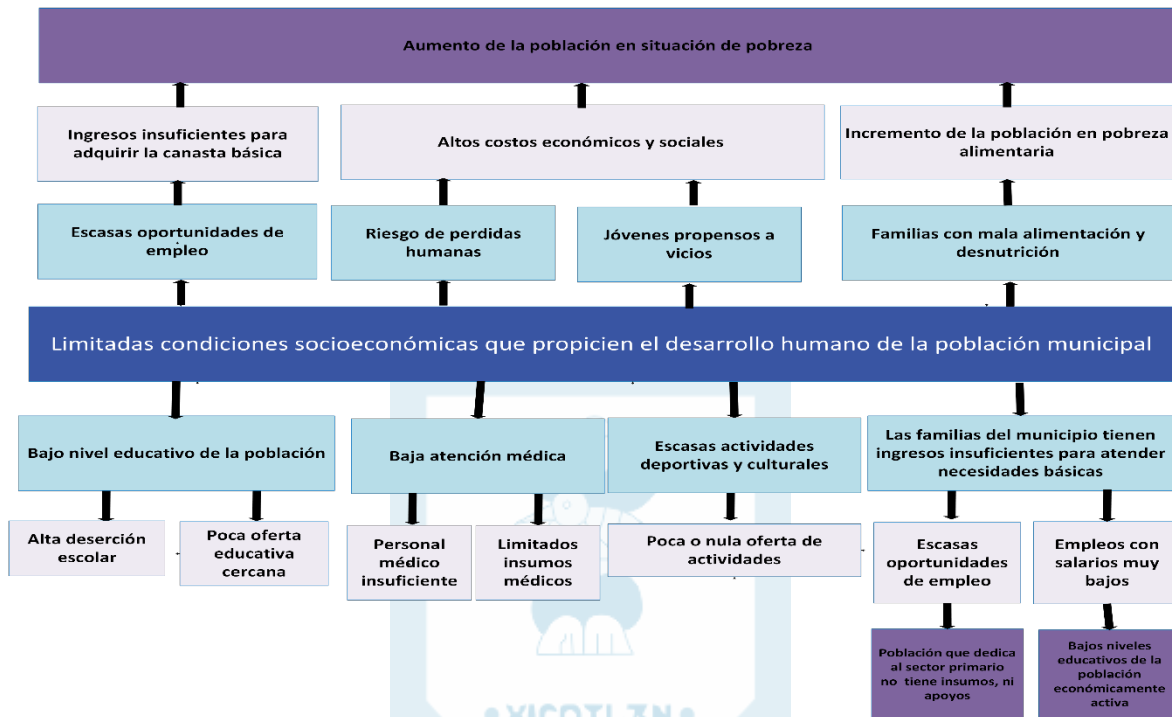 Aumento de la población en situación de pobreza
Ingresos insuficientes para
adquirir la canasta básica
Altos costos económicos y sociales
Incremento de la población en pobreza
alimentaria
Escasas oportunidades de
empleo
Riesgo de perdidas
humanas
Jóvenes propensos a
vicios
Familias con mala alimentación y
desnutrición
Limitadas condiciones socioeconómicas que propicien el desarrollo humano de la población municipal
Bajo nivel educativo de la población
Baja atención médica
Escasas actividades
deportivas y culturales
Las familias del municipio tienen
ingresos insuficientes para atender
necesidades básicas
Alta deserción
escolar
Poca oferta
educativa
cercana
Personal
médico
insuficiente
Limitados
insumos
médicos
Poca o nula oferta de
actividades
Escasas
oportunidades
de empleo
Empleos con
salarios muy
bajos
Población que dedica
al sector primario
no tiene insumos, ni
apoyos
Bajos niveles
educativos de la
población
económicamente
activa